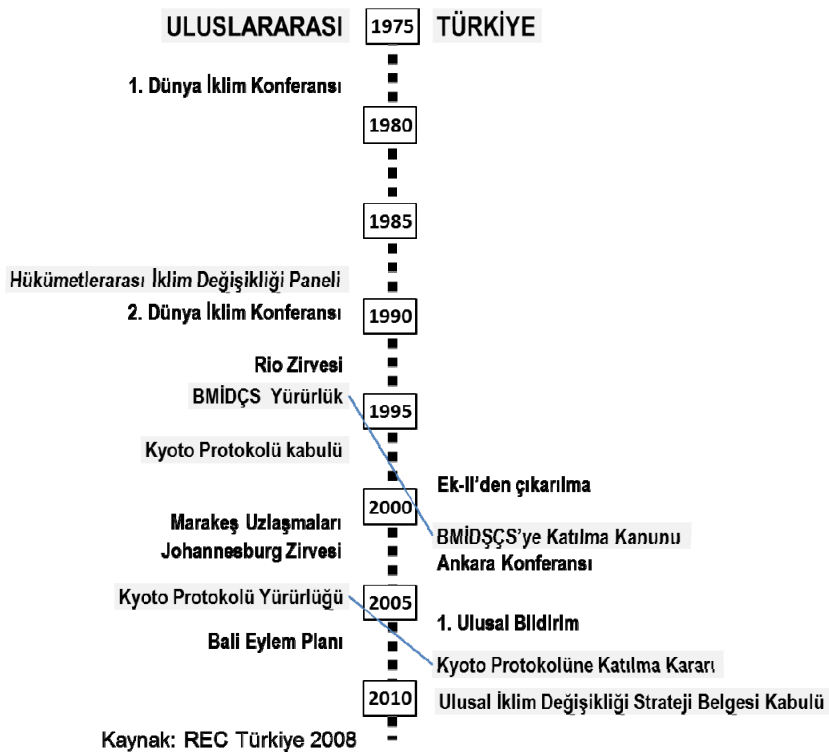 ULUSLARARASI 1975 TÜRKİYE
1. Dünya İklim Konferansı
1980
1985
Hükümetlerarası İklim Değişikliği Paneli
2. Dünya İklim Konferansı 1990
Rio Zirvesi
BMİDÇS Yürürlük
1995
Kyoto Protokolü kabulü
Ek-II'den çıkarılma
2000
Marakeş Uzlaşmaları
BMİDŞÇS'ye Katılma Kanunu
Johannesburg Zirvesi
Ankara Konferansı
Kyoto Protokolü Yürürlüğü 2005
1. Ulusal Bildirim
Bali Eylem Planı
Kyoto Protokolüne Katılma Kararı
2010 Ulusal İklim Değişikliği Strateji Belgesi Kabulü
Kaynak: REC Türkiye 2008